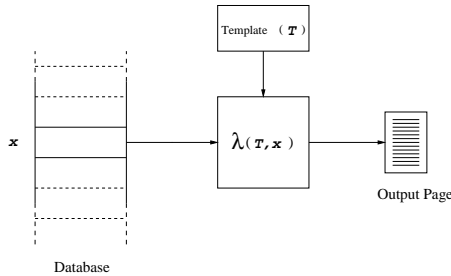 Template ( T )
x
λ( T, x )
Output Page
Database